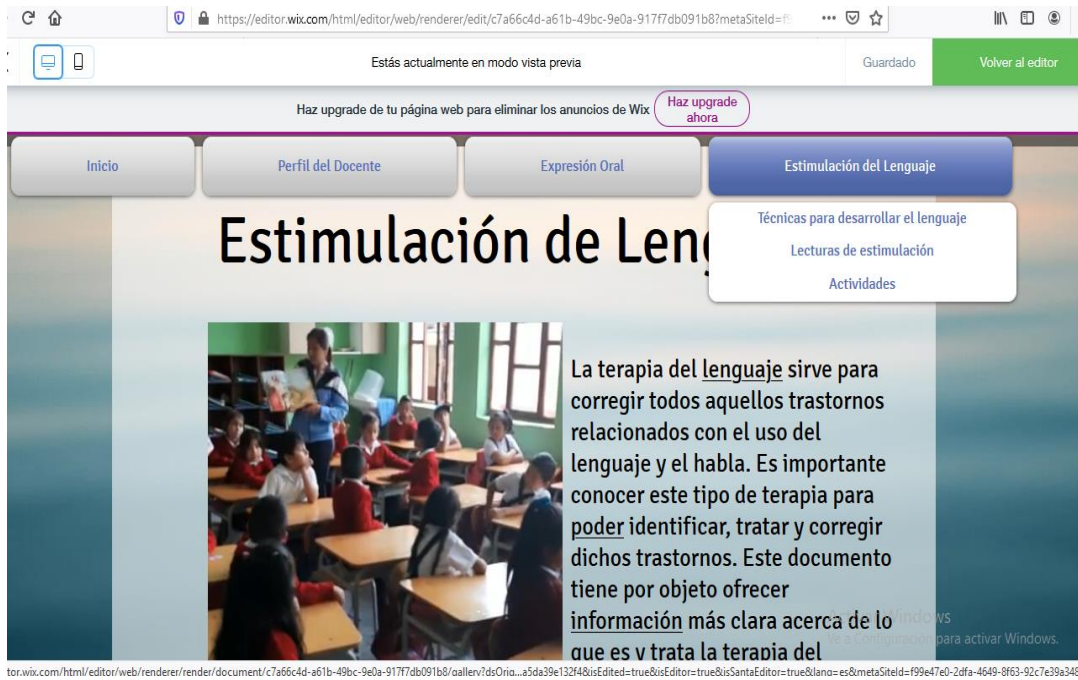 https://editor.wix.com/html/editor/web/renderer/edit/c7a66c4d-a61b-49bc-9e0a-917f7db091b8?metaSiteId=f
Estás actualmente en modo vista previa
Guardado
Volver al editor
Haz upgrade de tu página web para eliminar los anuncios de Wix
Haz upgrade
ahora
Inicio
Perfil del Docente
Expresión Oral
Estimulación del Lenguaje
Técnicas para desarrollar el lenguaje
Lecturas de estimulación
Actividades
Estimulación de Leng
La terapia del lenguaje sirve para
corregir todos aquellos trastornos
relacionados con el uso del
lenguaje y el habla. Es importante
conocer este tipo de terapia para
poder identificar, tratar y corregir
dichos trastornos. Este documento
tiene por objeto ofrecer
información más clara acerca de lo
que es y trata la terapia del
Activar Windows
Ve a Configuración para activar Windows.
tor.wix.com/html/editor/web/renderer/render/document/c7a66c4d-a61b-49bc-9e0a-917f7db091b8/gallery?dsOrig...a5da39e132f4&isEdited=true&isEditor=true&isSantaEditor=true&lang=es&metaSiteId=f99e47e0-2dfa-4649-8f63-92c7e39a348